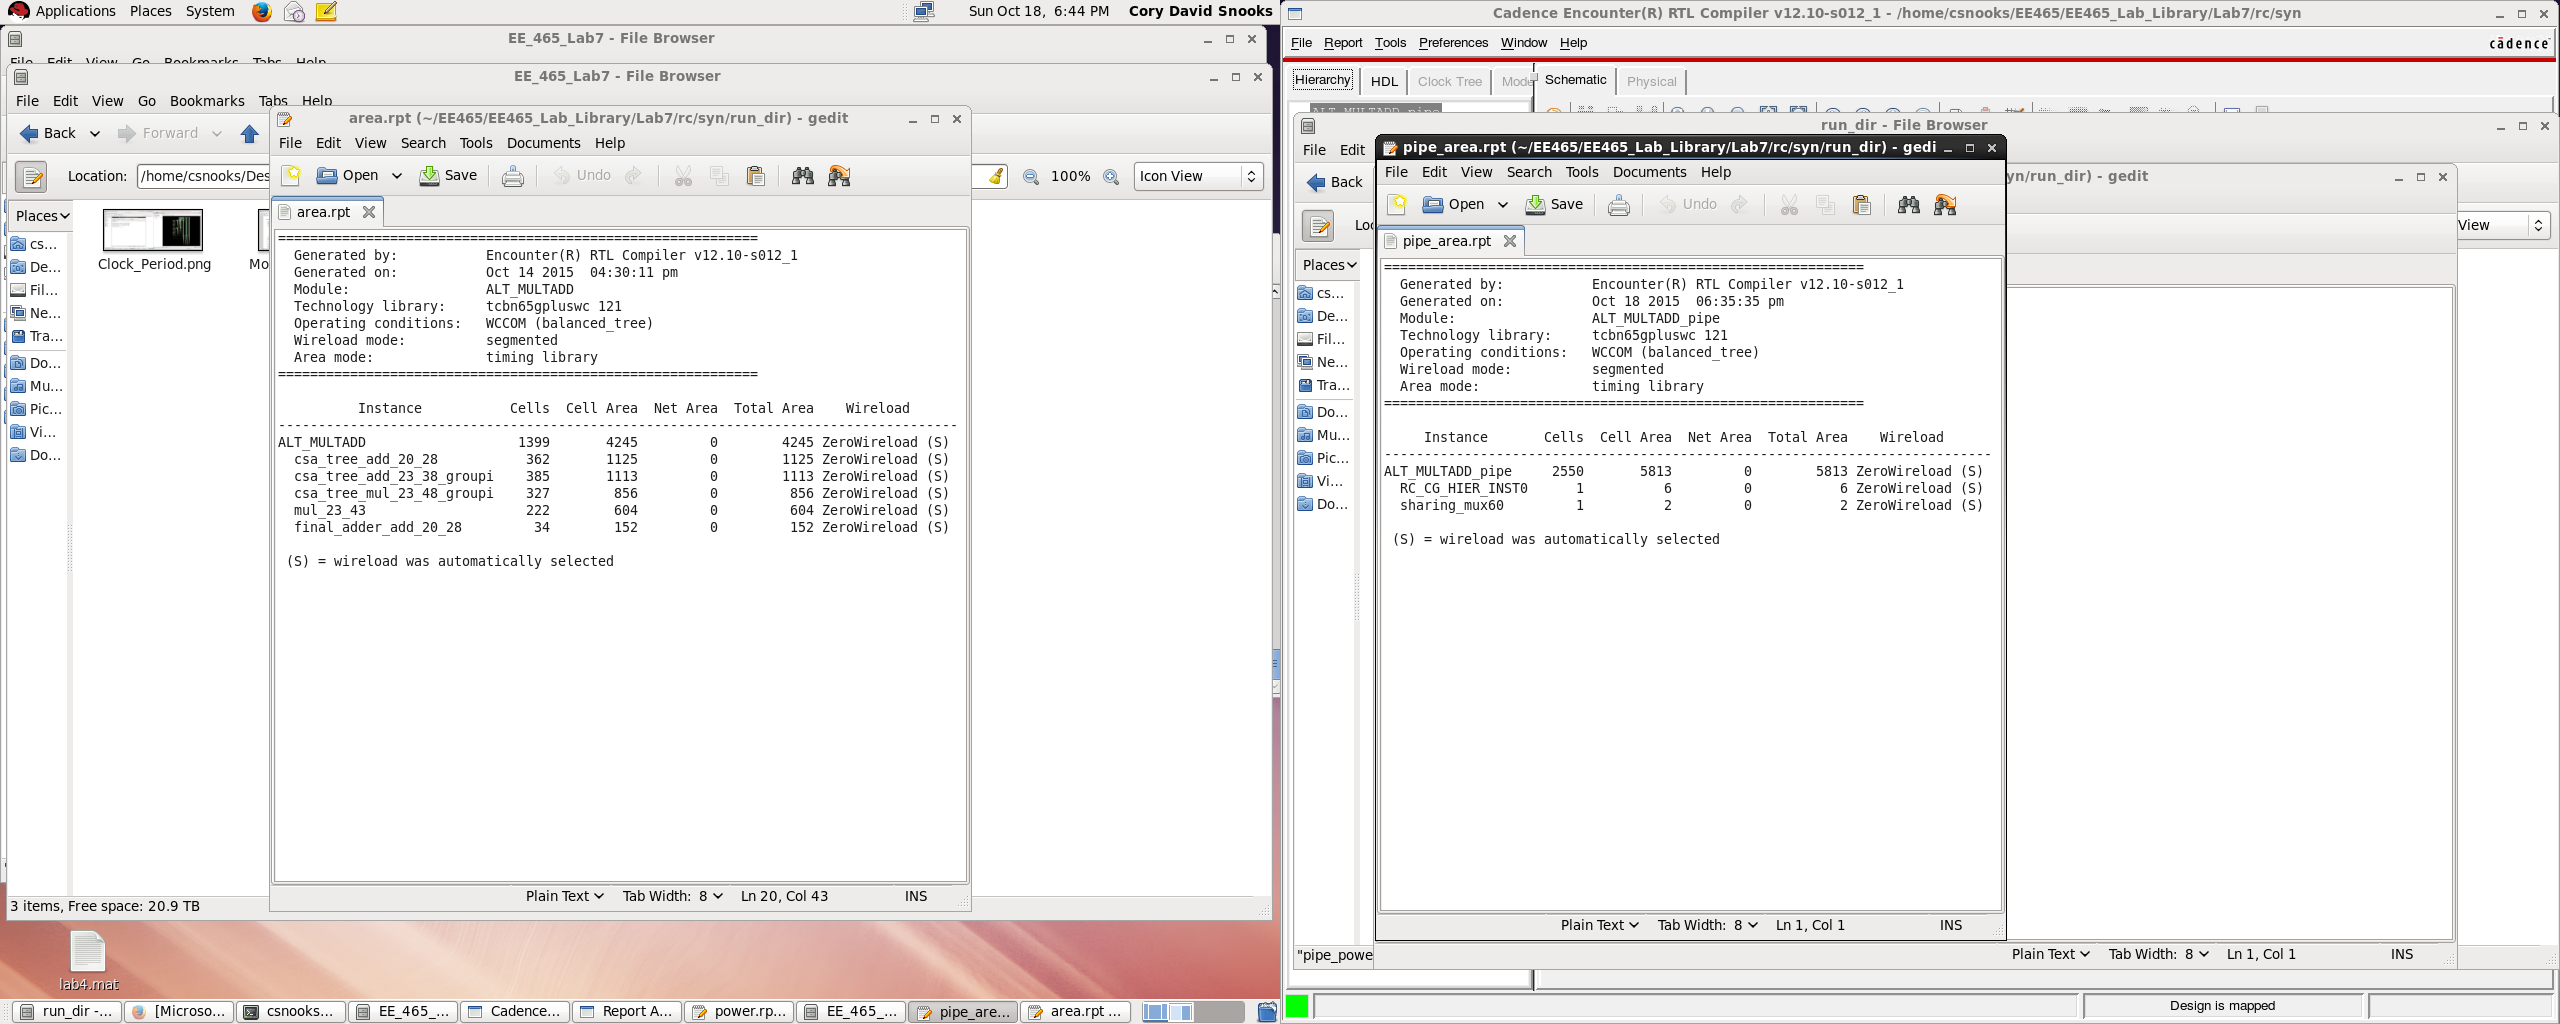 Applications Places System Sun Oct 18, 6:44 PM Cory David Snooks
EE_465_Lab7 - File Browser
File Edit View Go Bookmarks Tabs Help
EE_465_Lab7 - File Browser
File Edit View Go Bookmarks Tabs Help
Back Forward
Location: /home/csnooks/Des 100% Icon View
Places
cs...
De...
Fil...
Ne...
Tra...
Do...
Mu...
Pic...
Vi...
Do...
Clock_Period.png
Mo
3 items, Free space: 20.9 TB
area.rpt (~/EE465/EE465_Lab_Library/Lab7/rc/syn/run_dir) - gedit
File Edit View Search Tools Documents Help
Open Save Undo
area.rpt
============================================================
Generated by: Encounter(R) RTL Compiler v12.10-s012_1
Generated on: Oct 14 2015 04:30:11 pm
Module: ALT_MULTADD
Technology library: tcbn65gpluswc 121
Operating conditions: WCCOM (balanced_tree)
Wireload mode: segmented
Area mode: timing library
============================================================
Instance Cells Cell Area Net Area Total Area Wireload
-------------------------------------------------------------------------------------
ALT_MULTADD 1399 4245 0 4245 ZeroWireload (S)
csa_tree_add_20_28 362 1125 0 1125 ZeroWireload (S)
csa_tree_add_23_38_groupi 385 1113 0 1113 ZeroWireload (S)
csa_tree_mul_23_48_groupi 327 856 0 856 ZeroWireload (S)
mul_23_43 222 604 0 604 ZeroWireload (S)
final_adder_add_20_28 34 152 0 152 ZeroWireload (S)
(S) = wireload was automatically selected
Plain Text Tab Width: 8 Ln 20, Col 43 INS
lab4.mat
run_dir -... [Microso... csnooks... EE_465_... Cadence... Report A... power.rp... EE_465_... pipe_are... area.rpt ...
Cadence Encounter(R) RTL Compiler v12.10-s012_1 - /home/csnooks/EE465/EE465_Lab_Library/Lab7/rc/syn
File Report Tools Preferences Window Help cādence
Hierarchy HDL Clock Tree Mode Schematic Physical
ALT_MULTADD_pipe
run_dir - File Browser
File Edit
Back
Loc
Places
cs...
De...
Fil...
Ne...
Tra...
Do...
Mu...
Pic...
Vi...
Do...
"pipe_powe
yn/run_dir) - gedit
View
Plain Text Tab Width: 8 Ln 1, Col 1 INS
pipe_area.rpt (~/EE465/EE465_Lab_Library/Lab7/rc/syn/run_dir) - gedi
File Edit View Search Tools Documents Help
Open Save Undo
pipe_area.rpt
============================================================
Generated by: Encounter(R) RTL Compiler v12.10-s012_1
Generated on: Oct 18 2015 06:35:35 pm
Module: ALT_MULTADD_pipe
Technology library: tcbn65gpluswc 121
Operating conditions: WCCOM (balanced_tree)
Wireload mode: segmented
Area mode: timing library
============================================================
Instance Cells Cell Area Net Area Total Area Wireload
----------------------------------------------------------------------------
ALT_MULTADD_pipe 2550 5813 0 5813 ZeroWireload (S)
RC_CG_HIER_INST0 1 6 0 6 ZeroWireload (S)
sharing_mux60 1 2 0 2 ZeroWireload (S)
(S) = wireload was automatically selected
Plain Text Tab Width: 8 Ln 1, Col 1 INS
Design is mapped